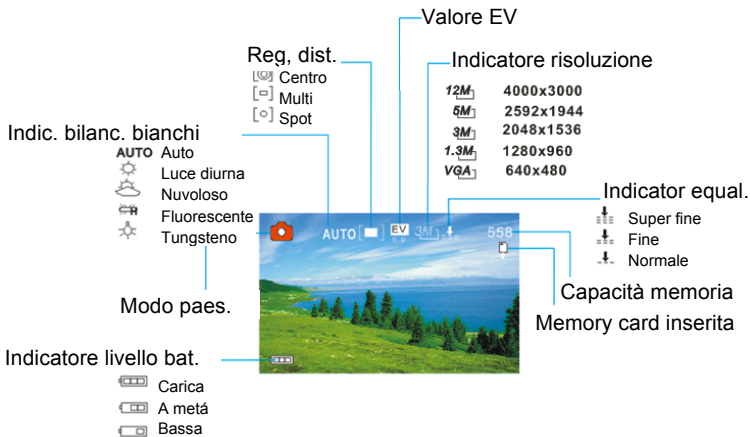 Valore EV
Reg, dist.
Centro
Multi
Spot
Indicatore risoluzione
12M 4000x3000
5M 2592x1944
3M 2048x1536
1.3M 1280x960
VGA 640x480
Indic. bilanc. bianchi
AUTO Auto
Luce diurna
Nuvoloso
Fluorescente
Tungsteno
Indicator equal.
Super fine
Fine
Normale
AUTO EV 0.0 3M 558
Modo paes.
Capacità memoria
Memory card inserita
Indicatore livello bat.
Carica
A metá
Bassa